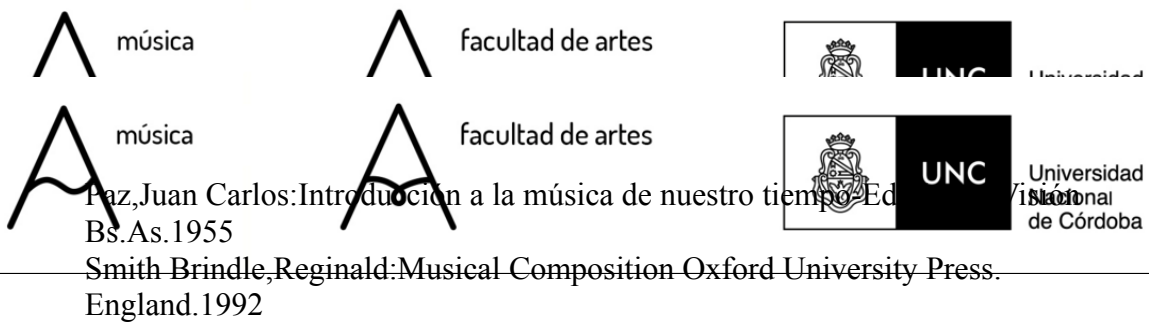 música
facultad de artes
UNC
música
facultad de artes
UNC
Universidad
Nacional
de Córdoba
Paz,Juan Carlos:Introducción a la música de nuestro tiempo-Ed
Bs.As.1955
Smith Brindle,Reginald:Musical Composition Oxford University Press.
England.1992